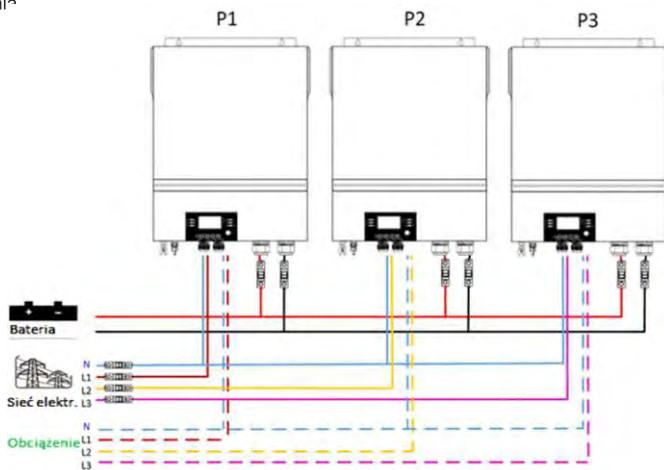 P1 P2 P3
Bateria
N
L1
L2
Sieć elektr. L3
N
Obciążenie L1
L2
L3